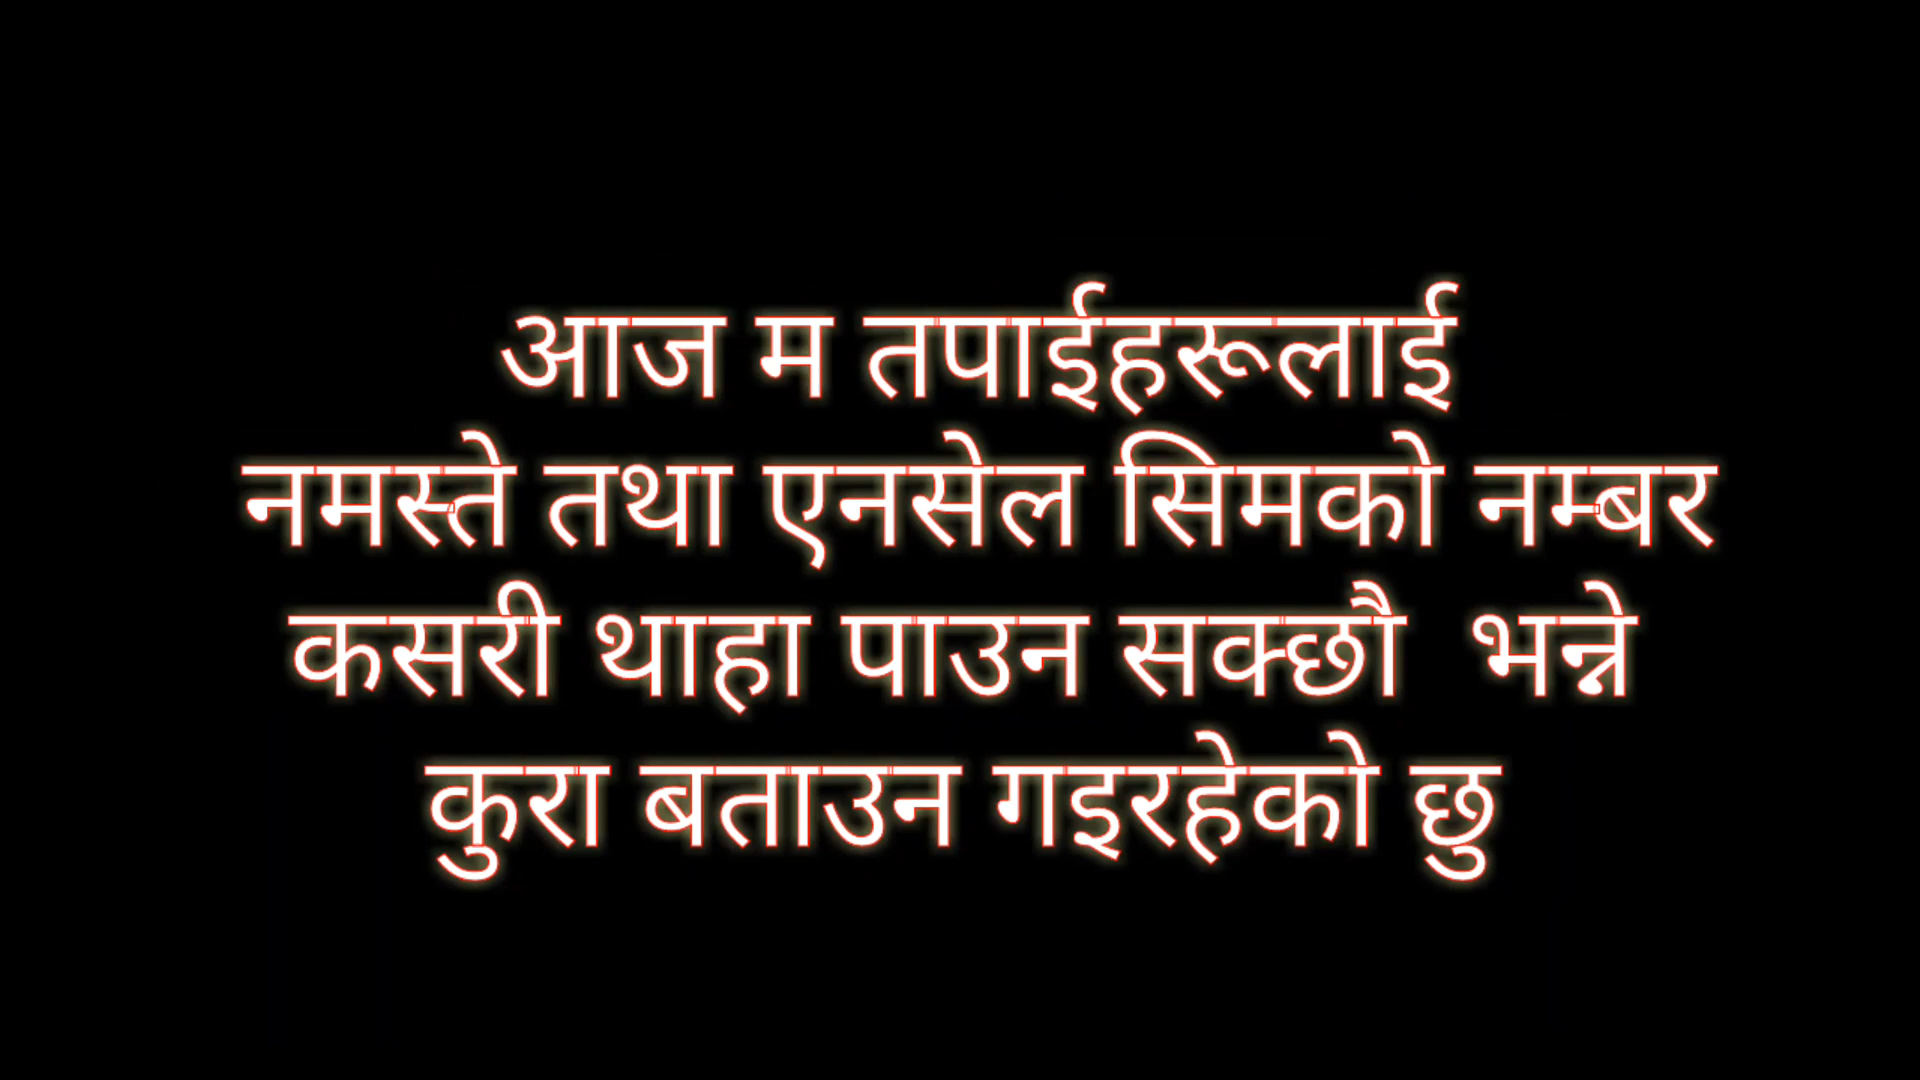 आज म तपाईहरूलाई
नमस्ते तथा एनसेल सिमको नम्बर
कसरी थाहा पाउन सक्छौ  भन्ने
कुरा बताउन गइरहेको छु